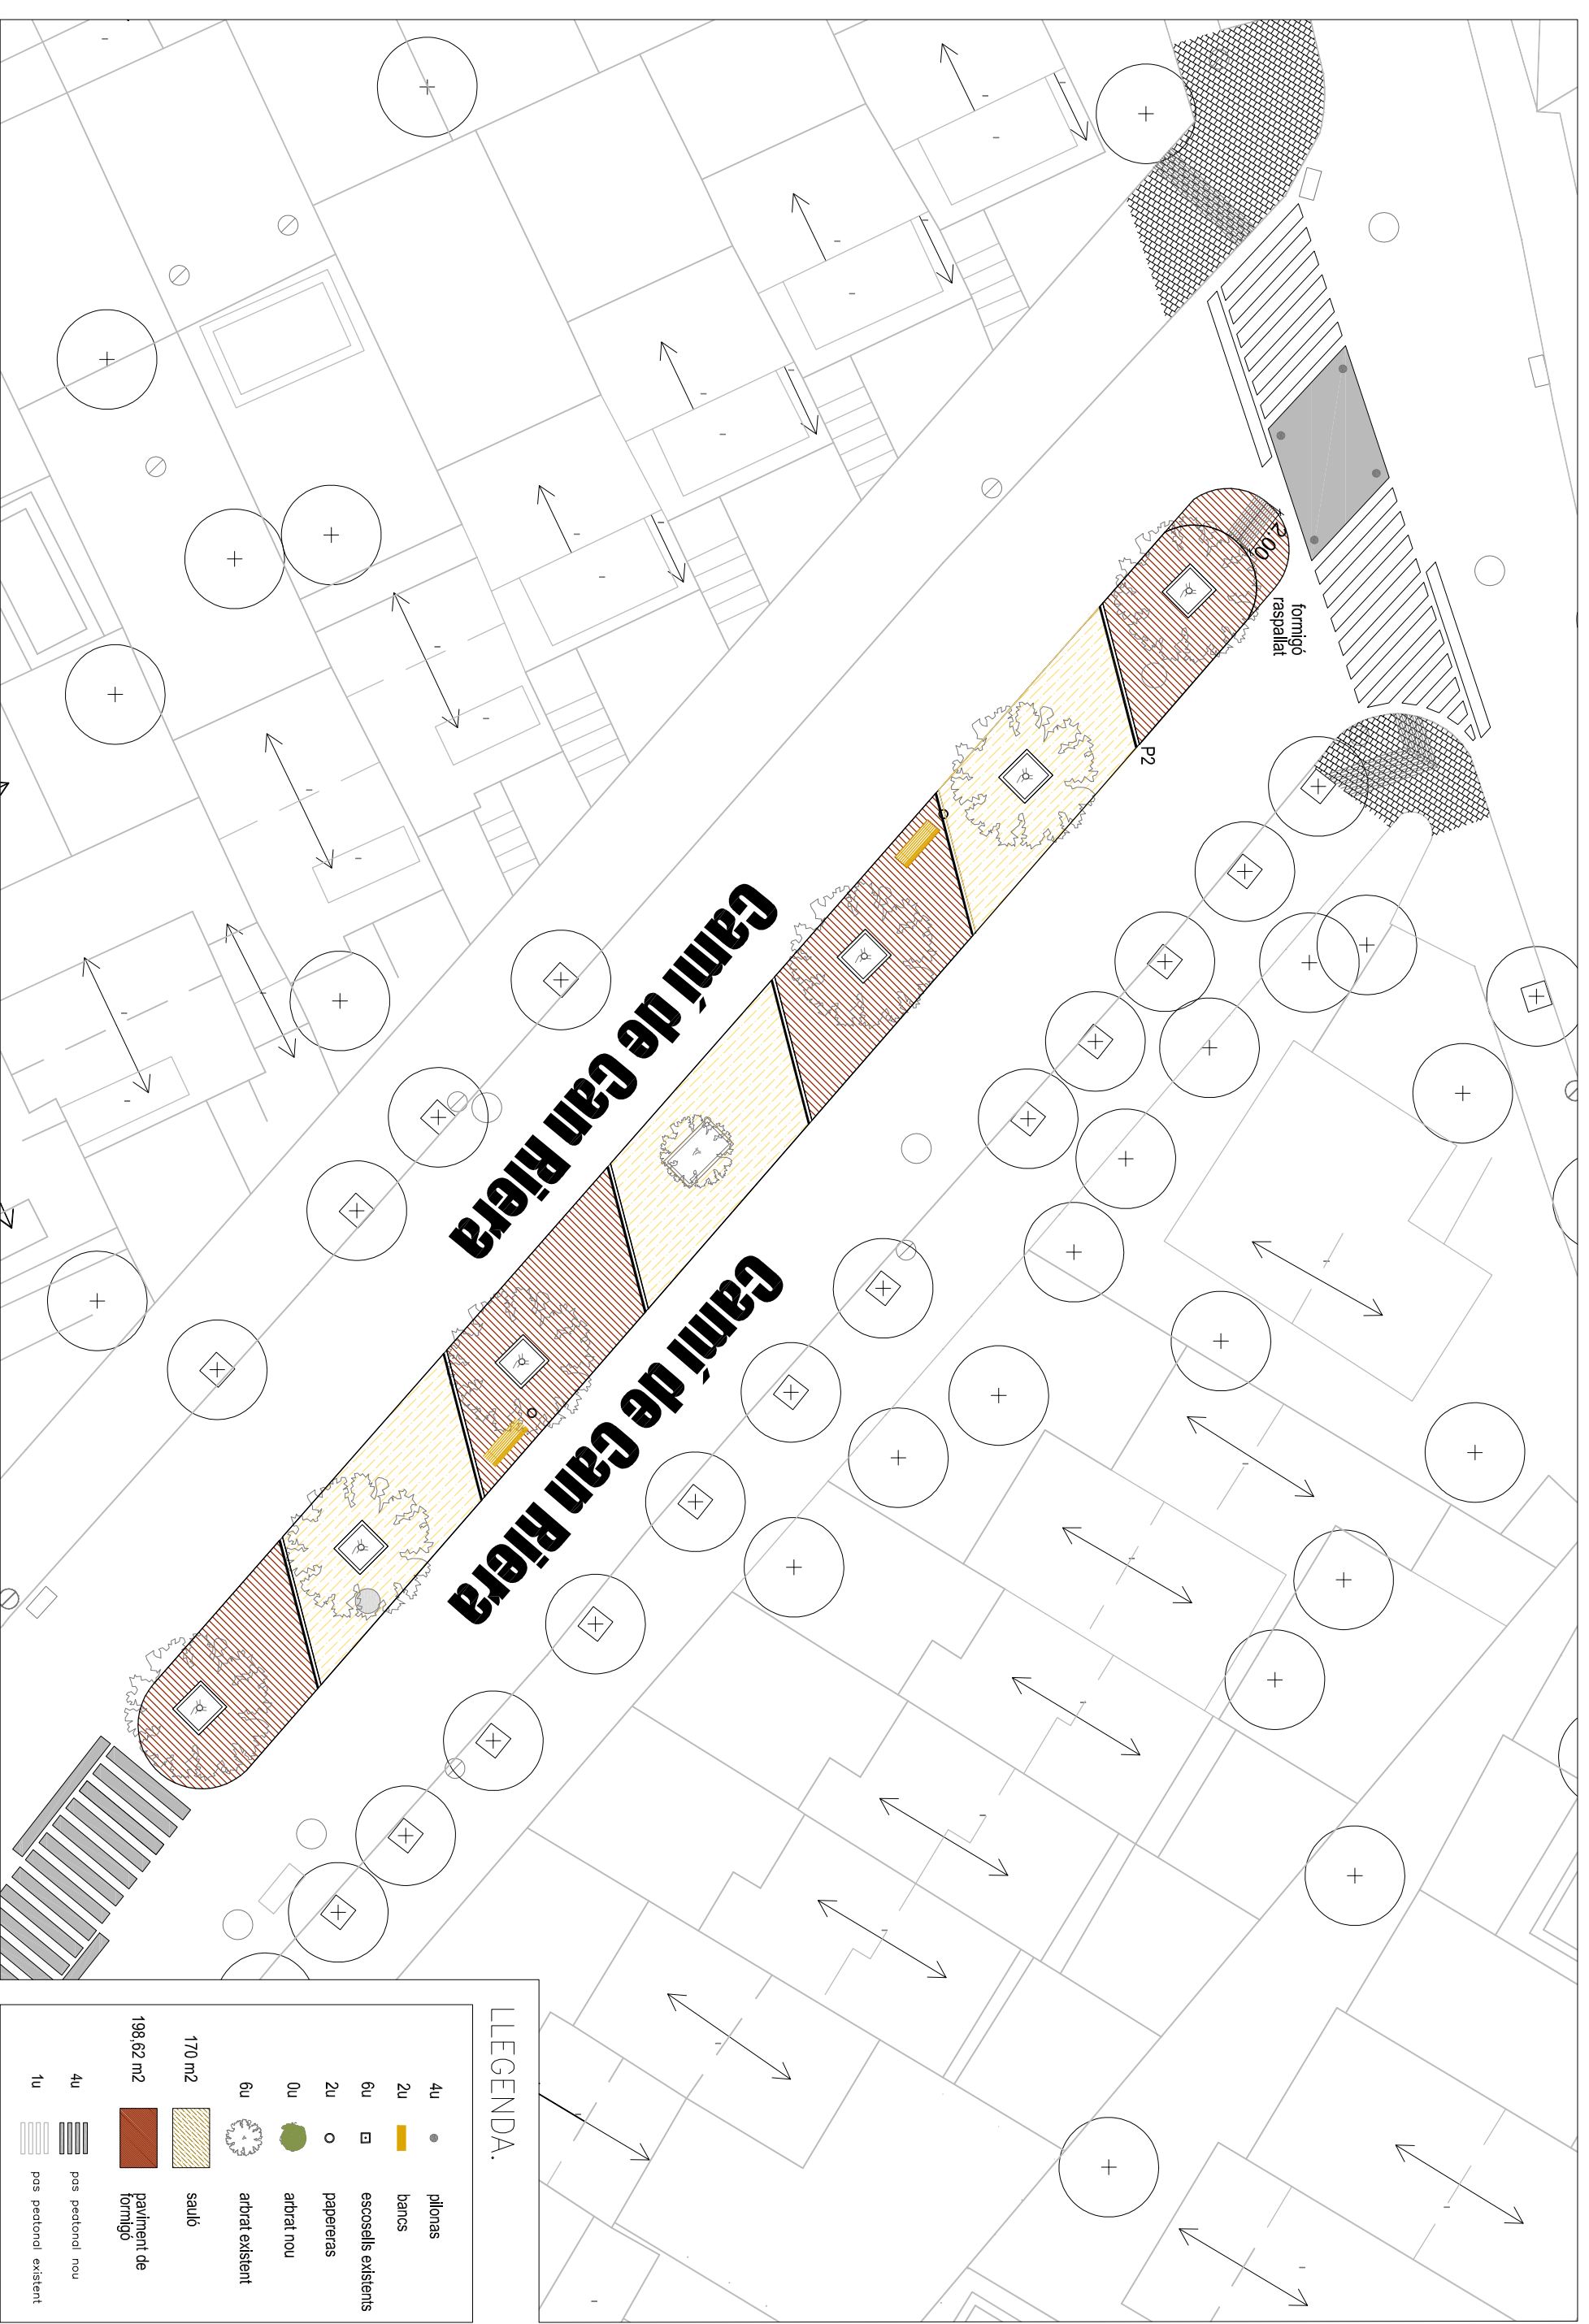 2.00
formigó
raspallat
P2
Camí de Can Riera
Camí de Can Riera
LLEGENDA.
4u pilonas
2u bancs
6u escosells existents
2u papereras
0u arbrat nou
6u arbrat existent
170 m2 sauló
198,62 m2 paviment de
formigó
4u pas peatonal nou
1u pas peatonal existent